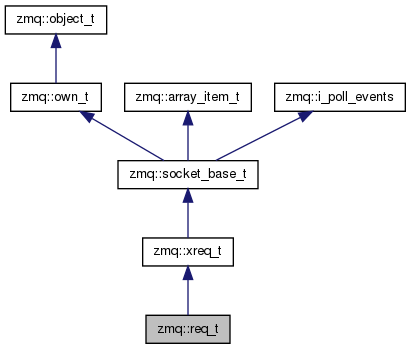 zmq::object_t
zmq::own_t
zmq::array_item_t
zmq::i_poll_events
zmq::socket_base_t
zmq::xreq_t
zmq::req_t